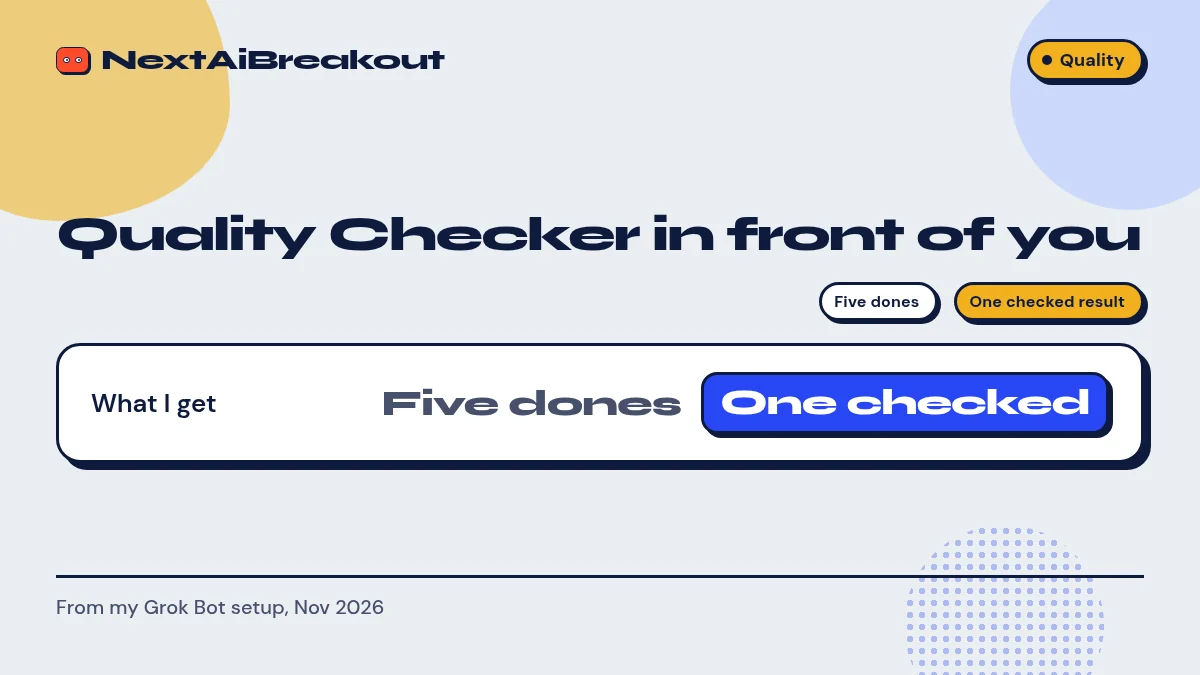 NextAiBreakout
Quality
Quality Checker in front of you
Five dones
One checked result
What I get
Five dones
One checked
From my Grok Bot setup, Nov 2026